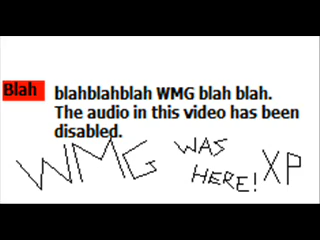 Blah
blahblahblah WMG blah blah.
The audio in this video has been
disabled.
WMG WAS HERE! XP